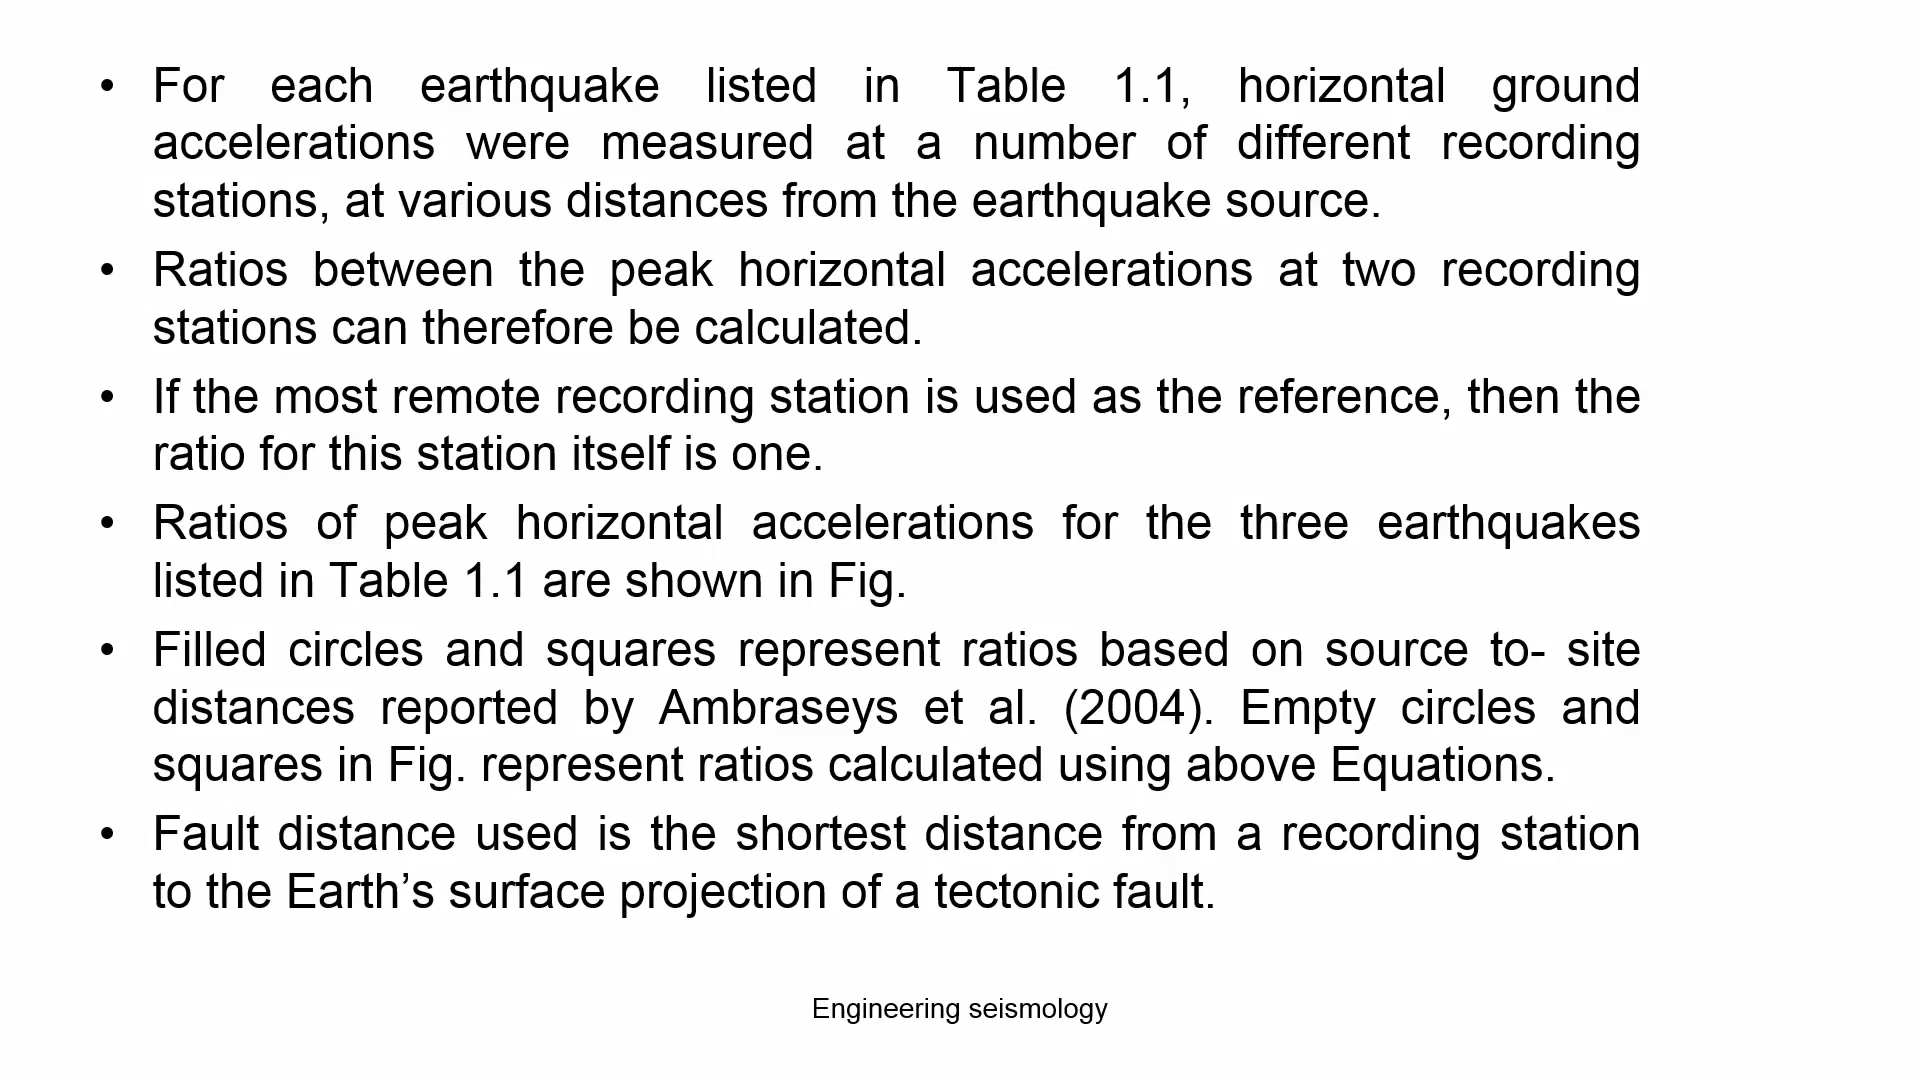 • For each earthquake listed in Table 1.1, horizontal ground
accelerations were measured at a number of different recording
stations, at various distances from the earthquake source.
• Ratios between the peak horizontal accelerations at two recording
stations can therefore be calculated.
• If the most remote recording station is used as the reference, then the
ratio for this station itself is one.
• Ratios of peak horizontal accelerations for the three earthquakes
listed in Table 1.1 are shown in Fig.
• Filled circles and squares represent ratios based on source to- site
distances reported by Ambraseys et al. (2004). Empty circles and
squares in Fig. represent ratios calculated using above Equations.
• Fault distance used is the shortest distance from a recording station
to the Earth’s surface projection of a tectonic fault.
Engineering seismology